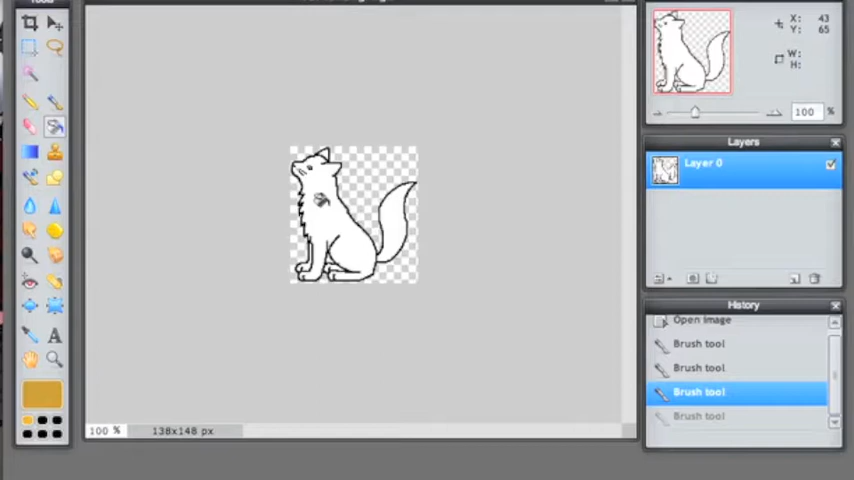 Tools
X: 43
Y: 65
W:
H:
100 %
Layers
Layer 0
History
Open image
Brush tool
Brush tool
Brush tool
Brush tool
A
100 % 138x148 px